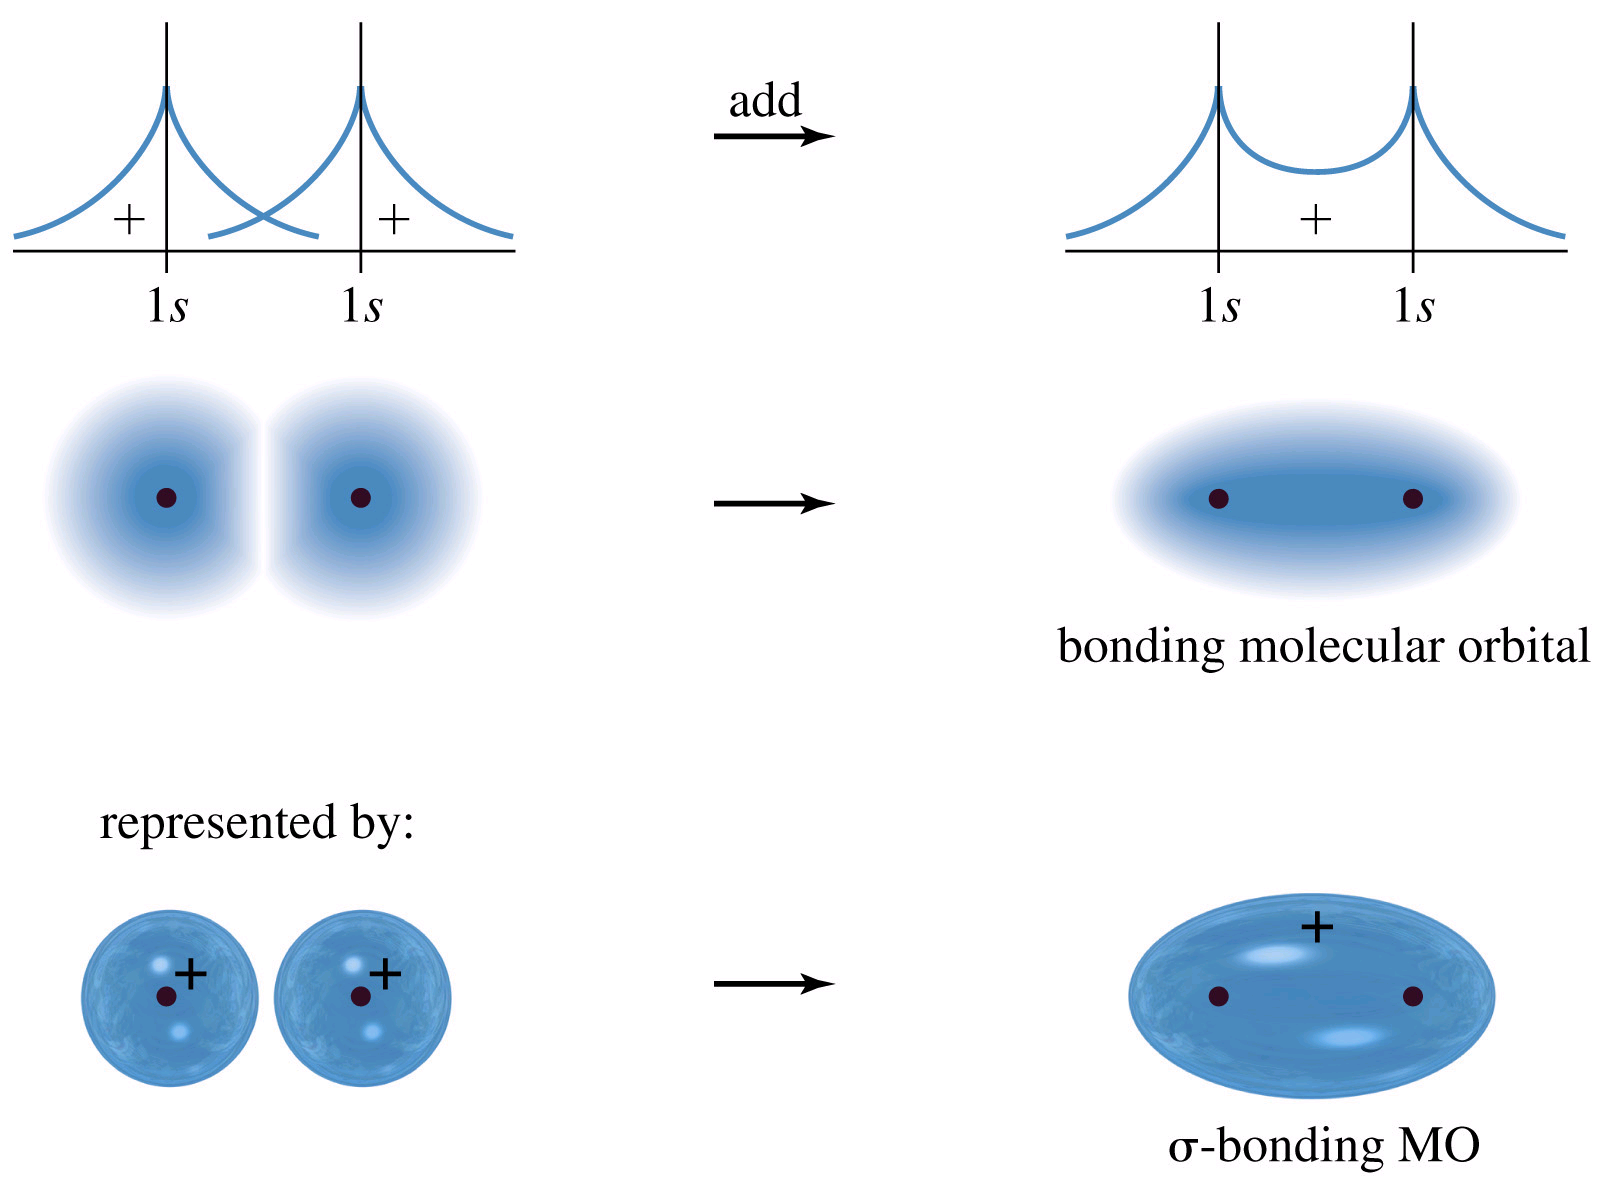 add
+ + +
1s 1s 1s 1s
bonding molecular orbital
represented by:
+ + +
σ-bonding MO